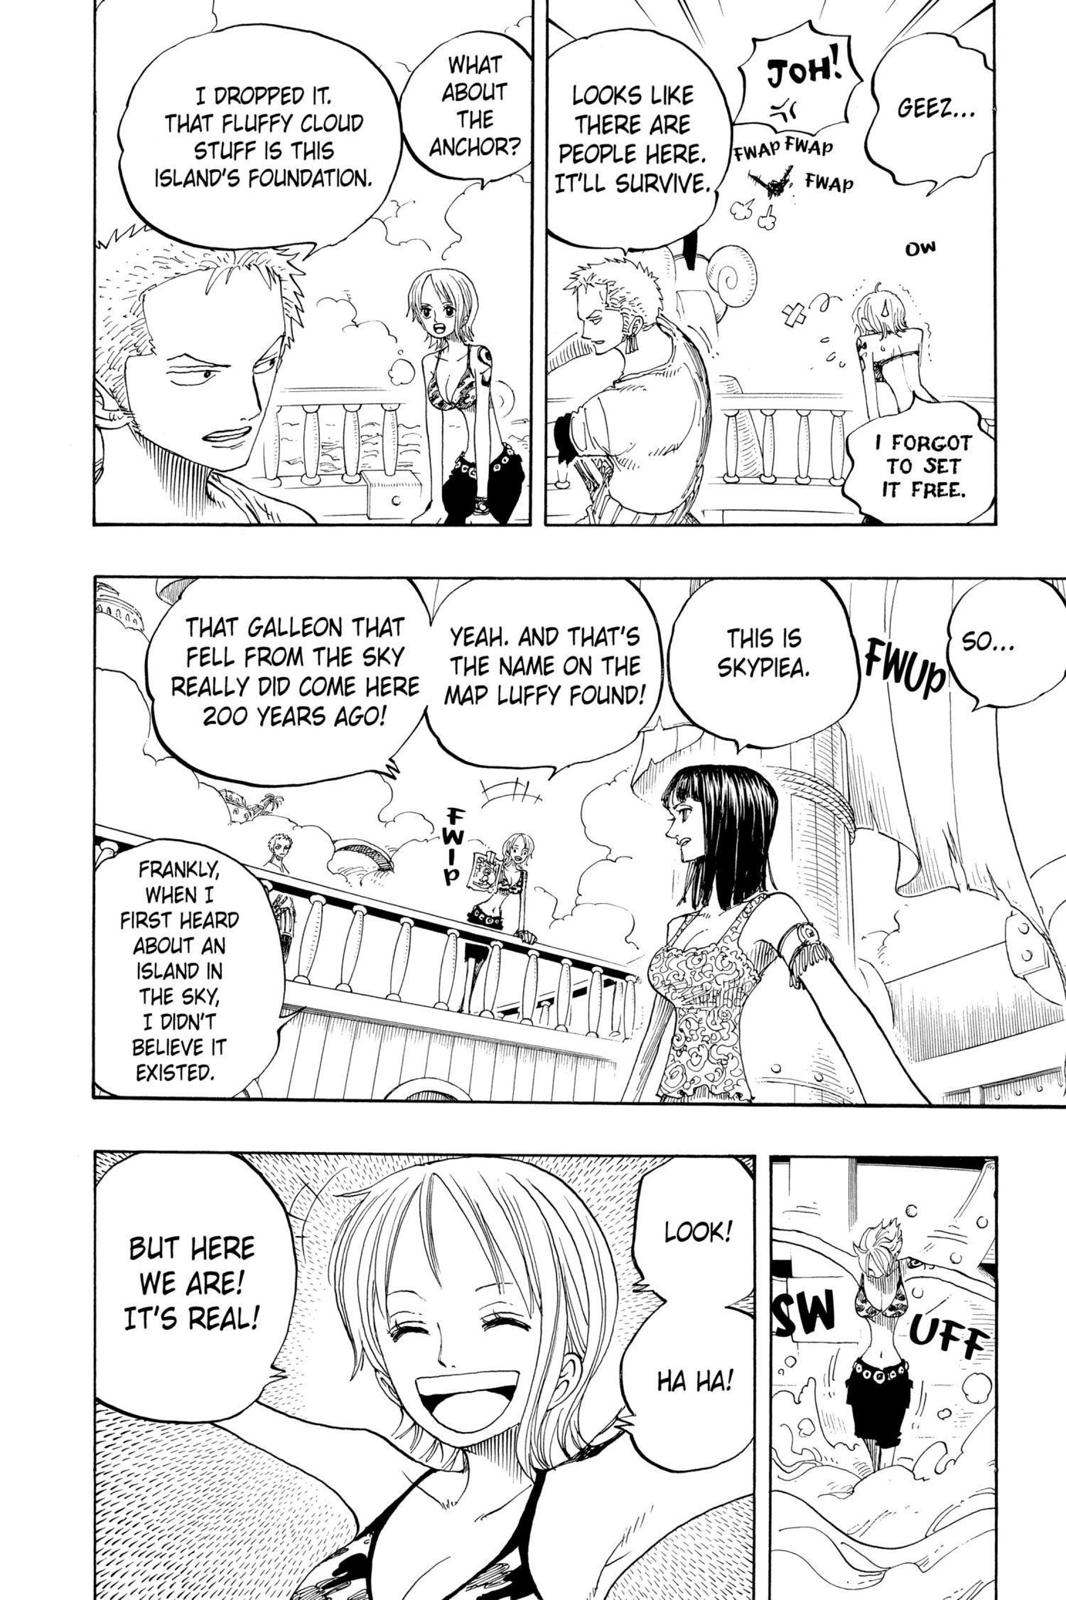 GEEZ...
JOH!
FWAP FWAP
FWAP
OW
I FORGOT
TO SET
IT FREE.
LOOKS LIKE
THERE ARE
PEOPLE HERE.
IT'LL SURVIVE.
WHAT
ABOUT
THE
ANCHOR?
I DROPPED IT.
THAT FLUFFY CLOUD
STUFF IS THIS
ISLAND'S FOUNDATION.
SO...
FWUP
THIS IS
SKYPIEA.
YEAH. AND THAT'S
THE NAME ON THE
MAP LUFFY FOUND!
FWIP
THAT GALLEON THAT
FELL FROM THE SKY
REALLY DID COME HERE
200 YEARS AGO!
FRANKLY,
WHEN I
FIRST HEARD
ABOUT AN
ISLAND IN
THE SKY,
I DIDN'T
BELIEVE IT
EXISTED.
SWUFF
LOOK!
HA HA!
BUT HERE
WE ARE!
IT'S REAL!